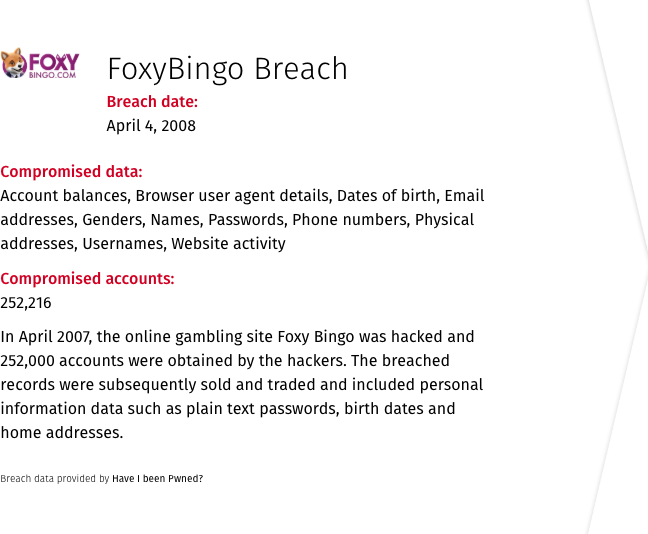 FOXY
BINGO.COM
FoxyBingo Breach
Breach date:
April 4, 2008
Compromised data:
Account balances, Browser user agent details, Dates of birth, Email
addresses, Genders, Names, Passwords, Phone numbers, Physical
addresses, Usernames, Website activity
Compromised accounts:
252,216
In April 2007, the online gambling site Foxy Bingo was hacked and
252,000 accounts were obtained by the hackers. The breached
records were subsequently sold and traded and included personal
information data such as plain text passwords, birth dates and
home addresses.
Breach data provided by Have I been Pwned?